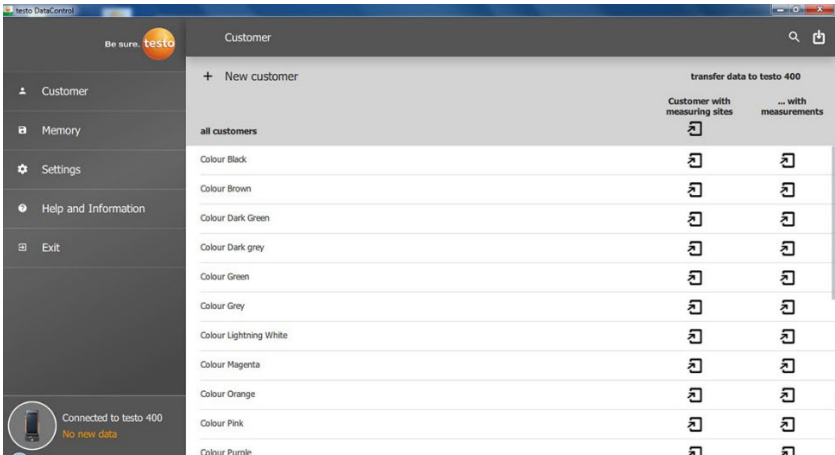 testo DataControl
Be sure. testo
Customer
Memory
Settings
Help and Information
Exit
Connected to testo 400
No new data
Customer
+ New customer
transfer data to testo 400
Customer with
measuring sites
... with
measurements
all customers
Colour Black
Colour Brown
Colour Dark Green
Colour Dark grey
Colour Green
Colour Grey
Colour Lightning White
Colour Magenta
Colour Orange
Colour Pink
Colour Purple